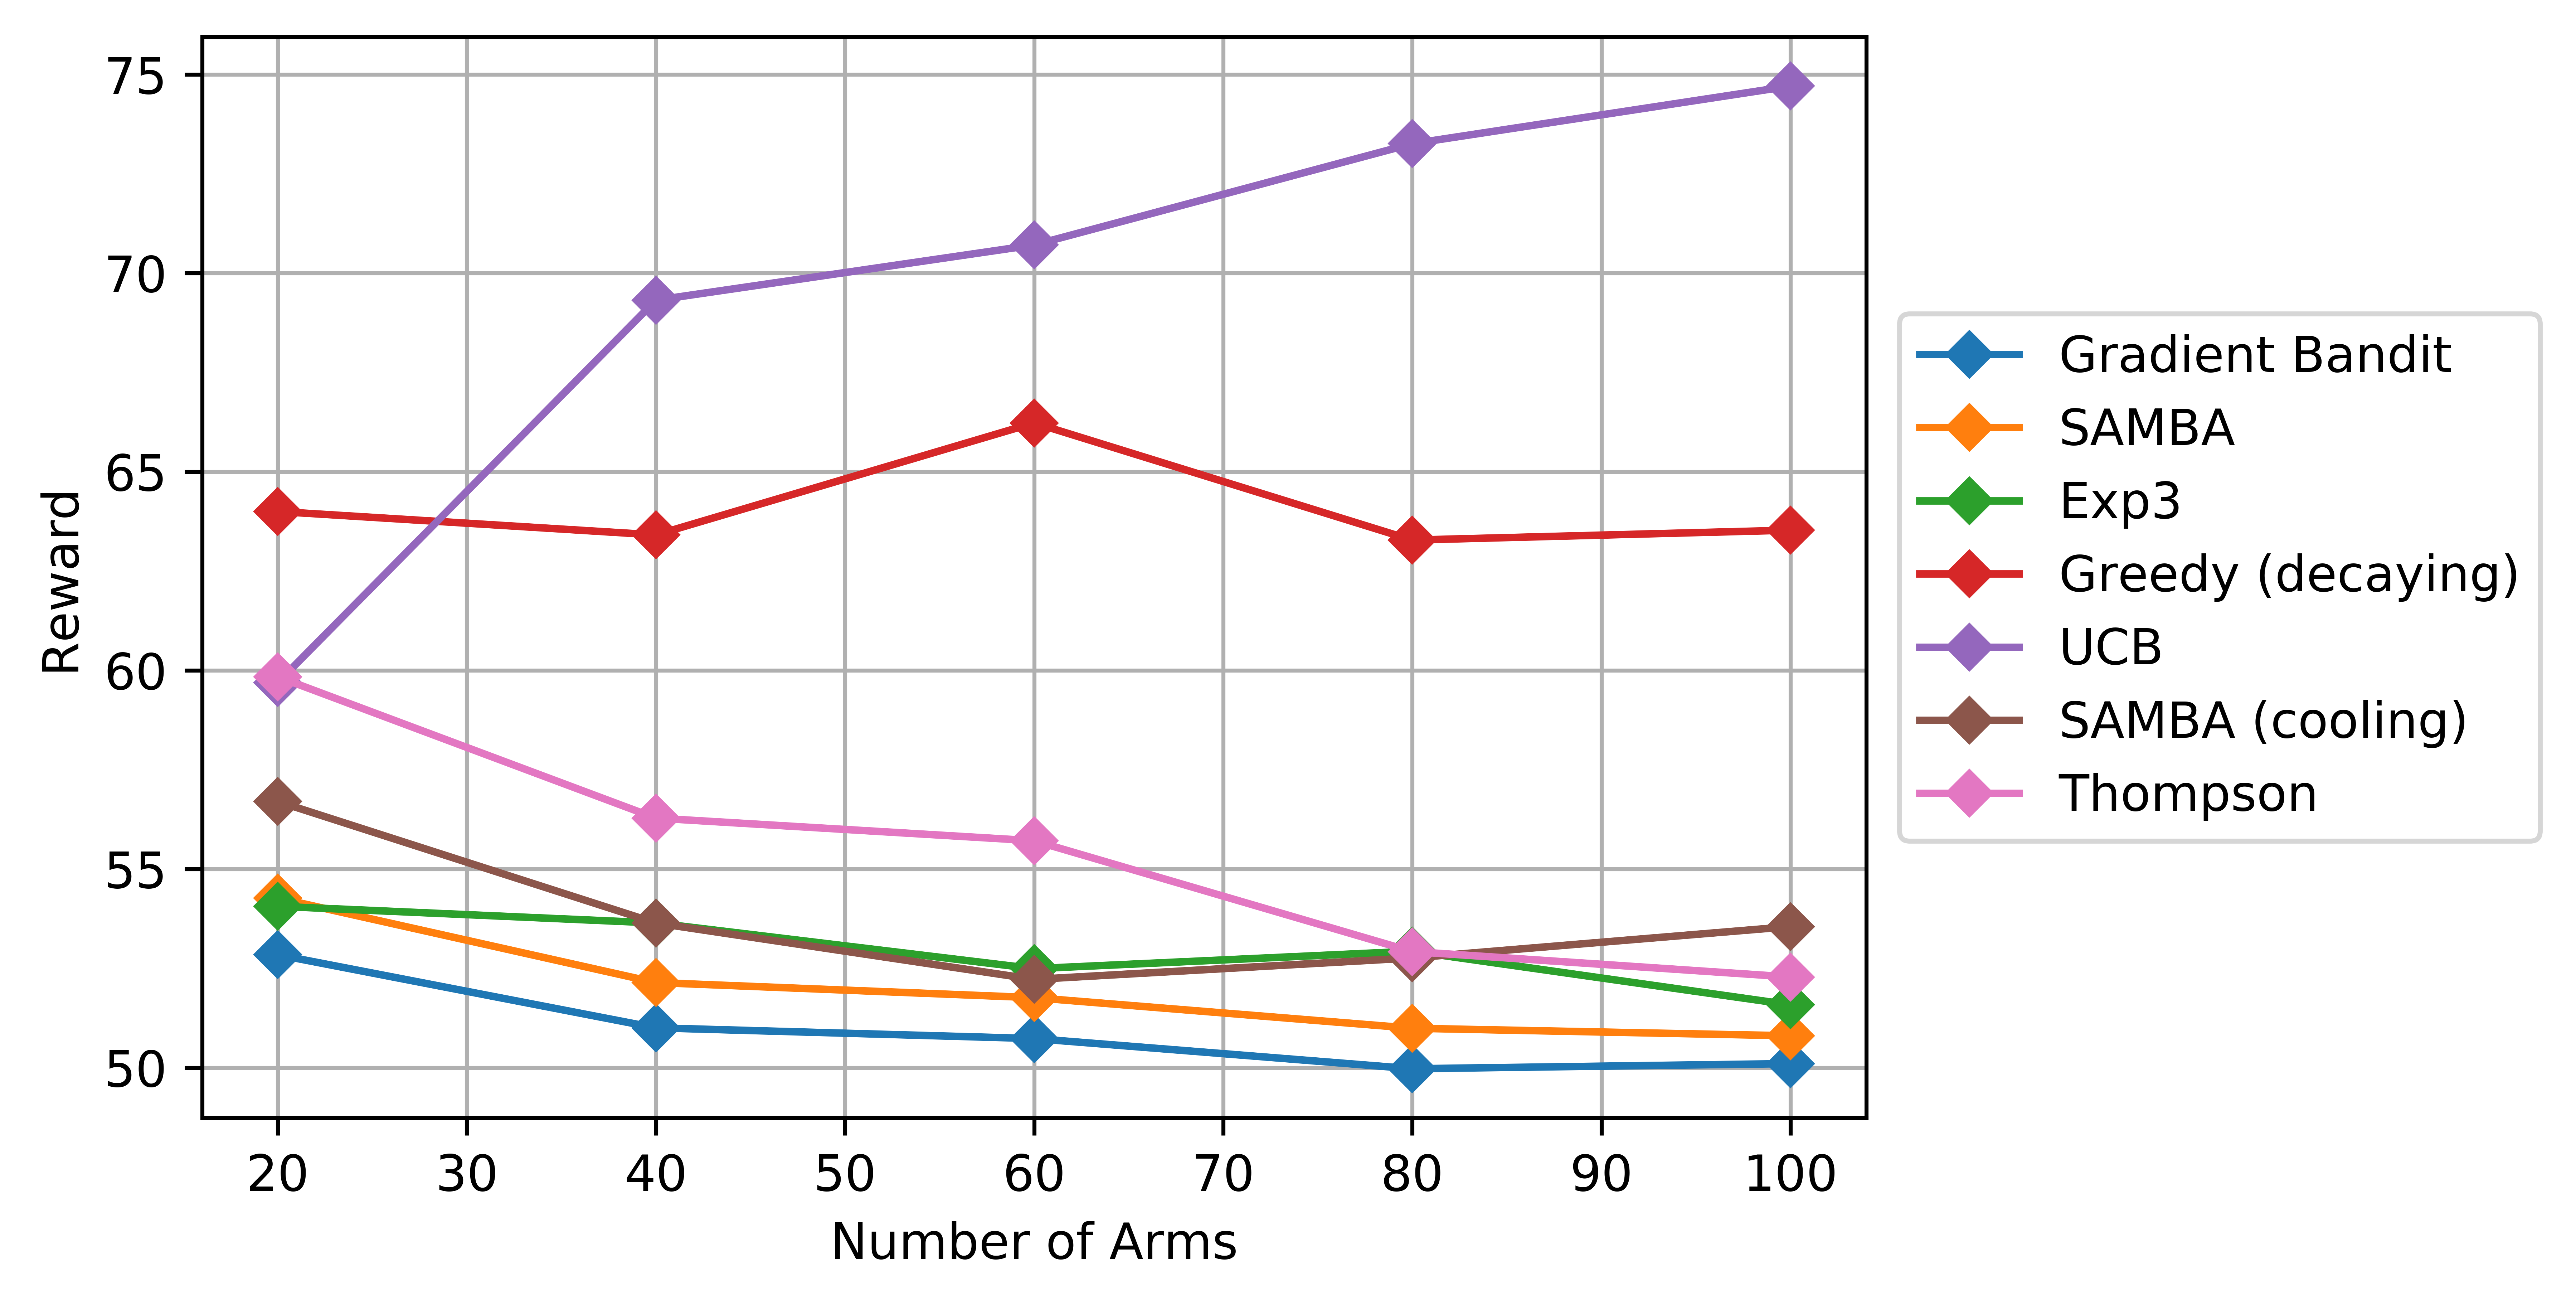 75
70
65
60
55
50
Reward
20 30 40 50 60 70 80 90 100
Number of Arms
Gradient Bandit
SAMBA
Exp3
Greedy (decaying)
UCB
SAMBA (cooling)
Thompson